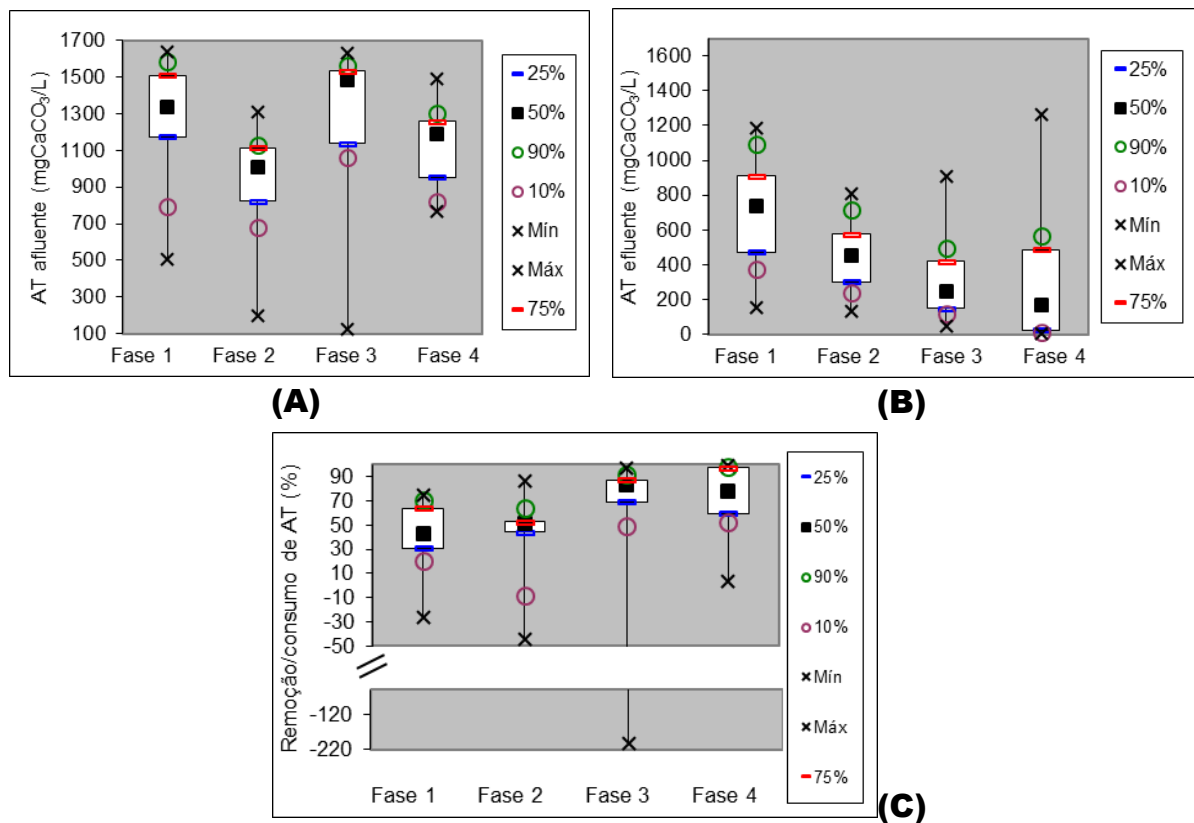 AT afluente (mgCaCO₃/L)
1700
1500
1300
1100
900
700
500
300
100
Fase 1 Fase 2 Fase 3 Fase 4
25%
50%
90%
10%
Mín
Máx
75%
(A)
AT efluente (mgCaCO₃/L)
1600
1400
1200
1000
800
600
400
200
0
Fase 1 Fase 2 Fase 3 Fase 4
25%
50%
90%
10%
Mín
Máx
75%
(B)
Remoção/consumo de AT (%)
90
70
50
30
10
-10
-30
-50
-120
-220
Fase 1 Fase 2 Fase 3 Fase 4
25%
50%
90%
10%
Mín
Máx
75%
(C)